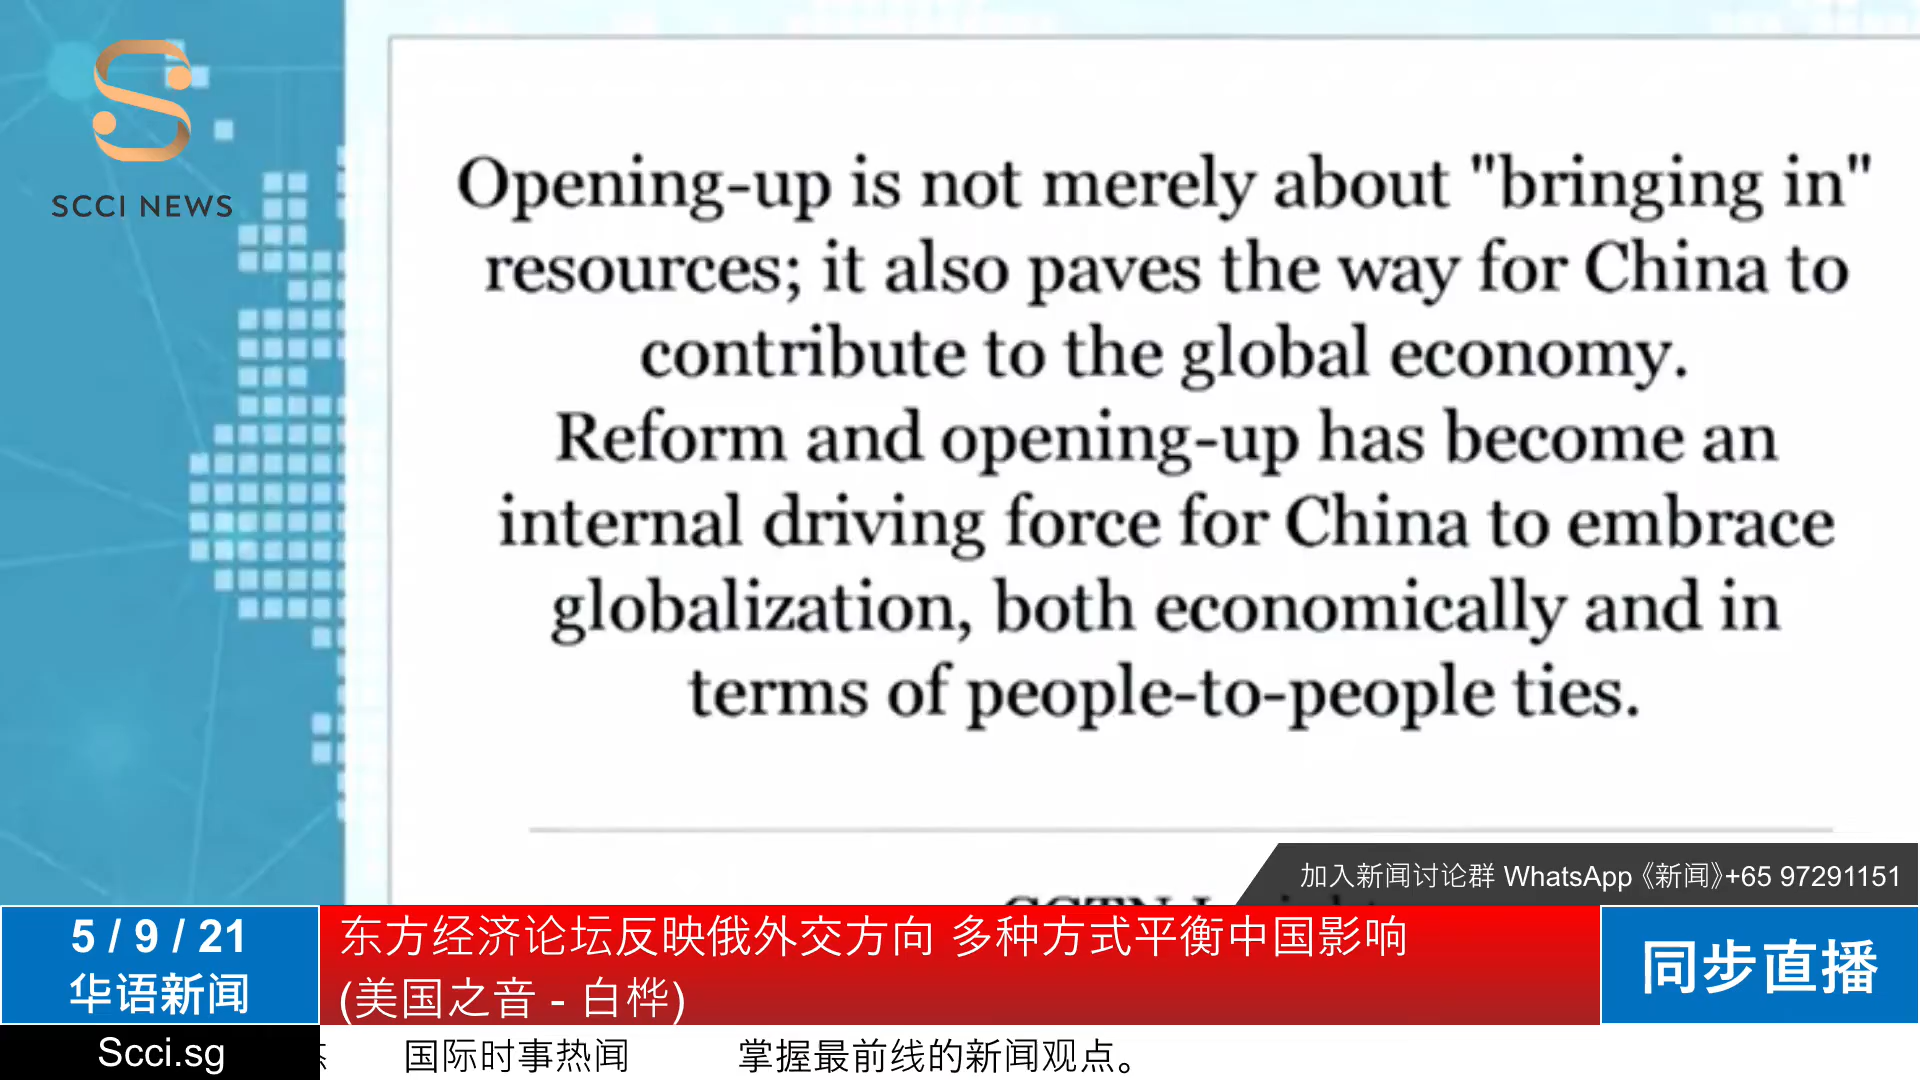 SCCI NEWS
Opening-up is not merely about "bringing in"
resources; it also paves the way for China to
contribute to the global economy.
Reform and opening-up has become an
internal driving force for China to embrace
globalization, both economically and in
terms of people-to-people ties.
加入新闻讨论群 WhatsApp《新闻》+65 97291151
5 / 9 / 21
华语新闻
东方经济论坛反映俄外交方向 多种方式平衡中国影响
(美国之音 - 白桦)
同步直播
Scci.sg
国际时事热闻 掌握最前线的新闻观点。